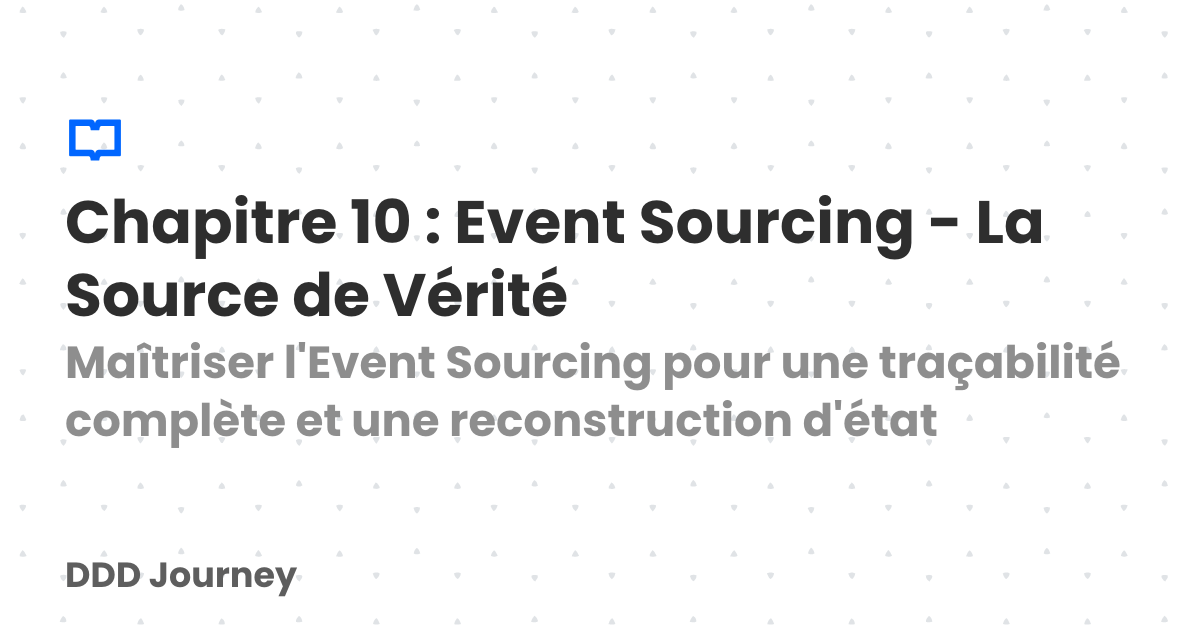 Chapitre 10 : Event Sourcing - La
Source de Vérité
Maîtriser l'Event Sourcing pour une traçabilité
complète et une reconstruction d'état
DDD Journey